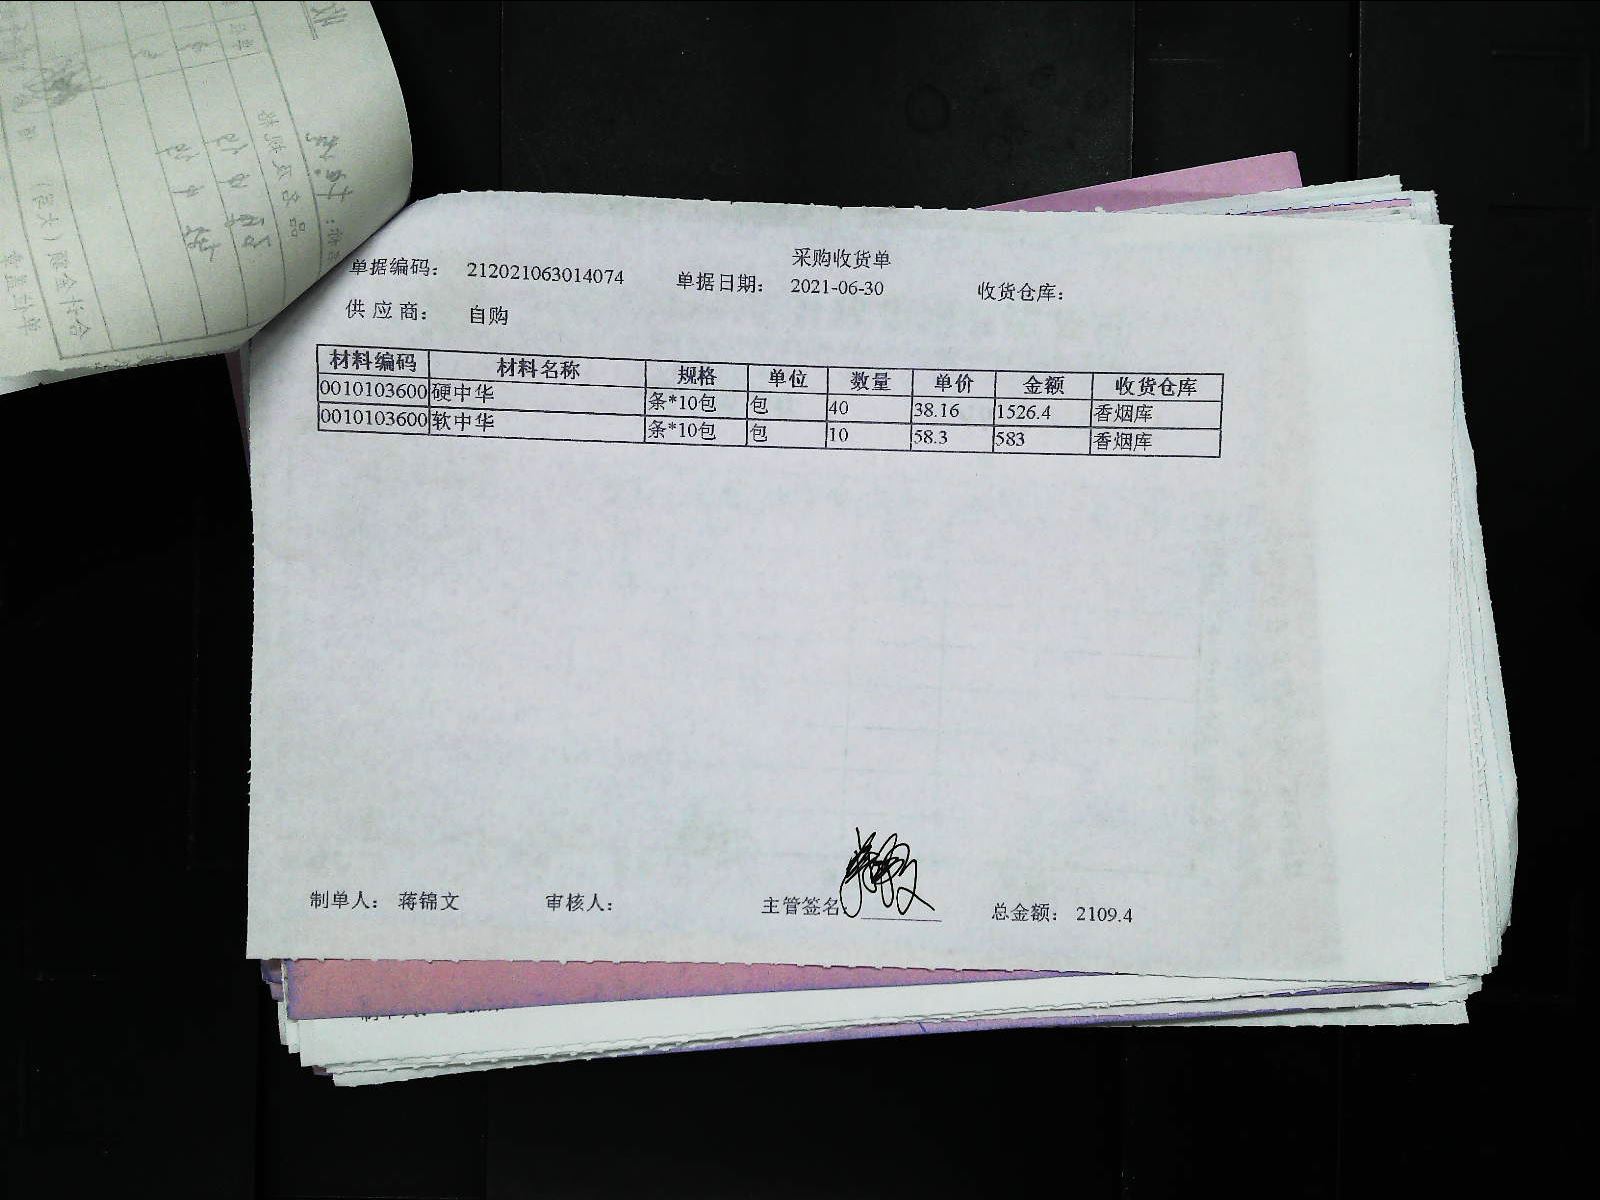 采购收货单
单据编码： 212021063014074 单据日期： 2021-06-30 收货仓库：
供应商： 自购
材料编码 材料名称 规格 单位 数量 单价 金额 收货仓库
0010103600 硬中华 条*10包 包 40 38.16 1526.4 香烟库
0010103600 软中华 条*10包 包 10 58.3 583 香烟库
制单人： 蒋锦文 审核人： 主管签名： 总金额： 2109.4